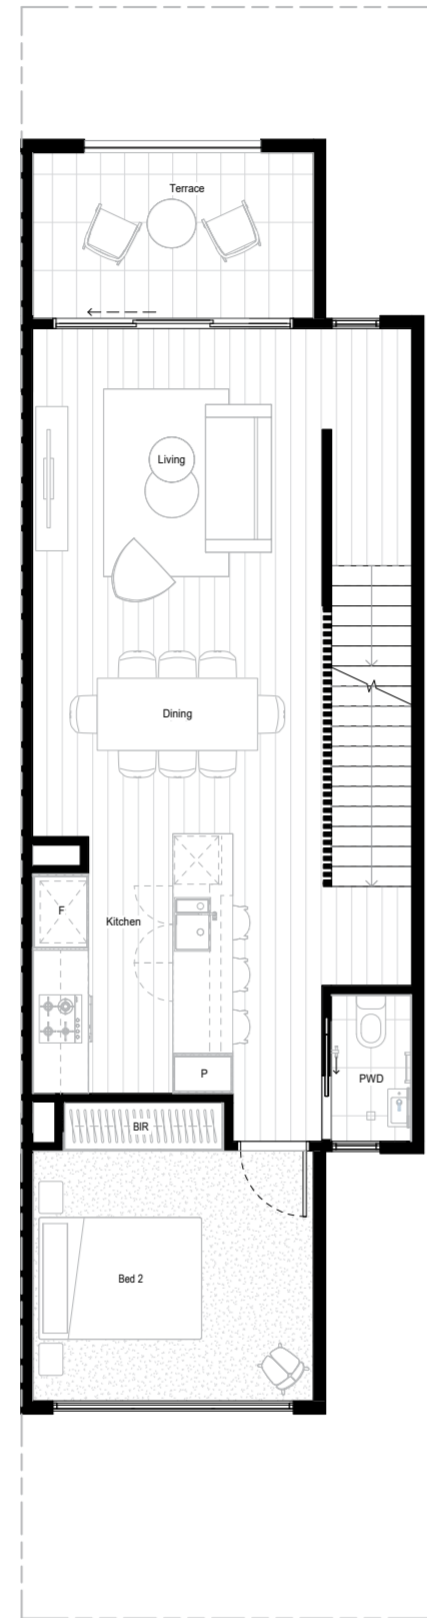 Terrace
Living
Dining
F
Kitchen
P
PWD
BIR
Bed 2